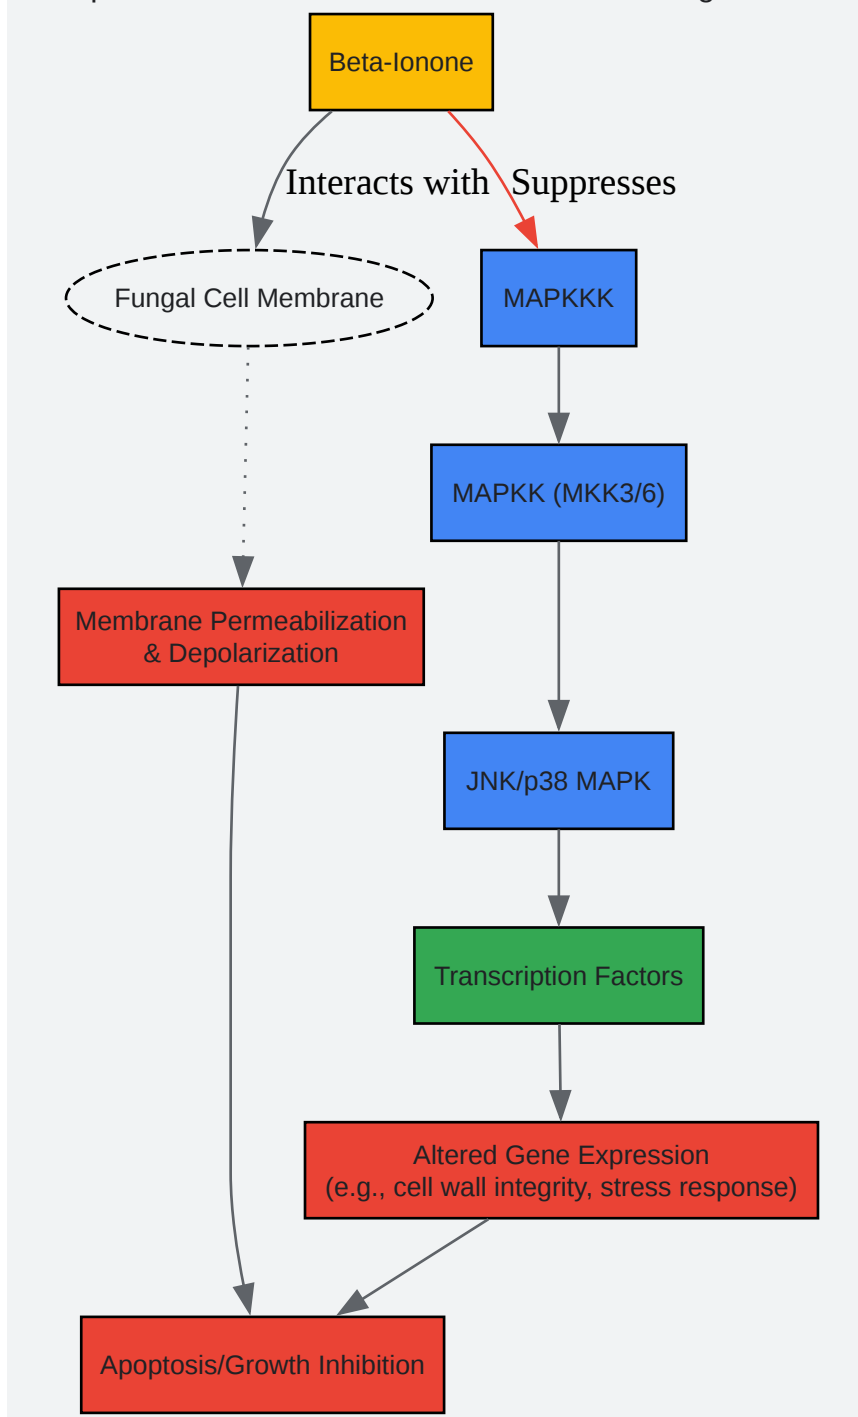 Beta-Ionone
Interacts with
Suppresses
Fungal Cell Membrane
MAPKKK
MAPKK (MKK3/6)
Membrane Permeabilization
& Depolarization
JNK/p38 MAPK
Transcription Factors
Altered Gene Expression
(e.g., cell wall integrity, stress response)
Apoptosis/Growth Inhibition